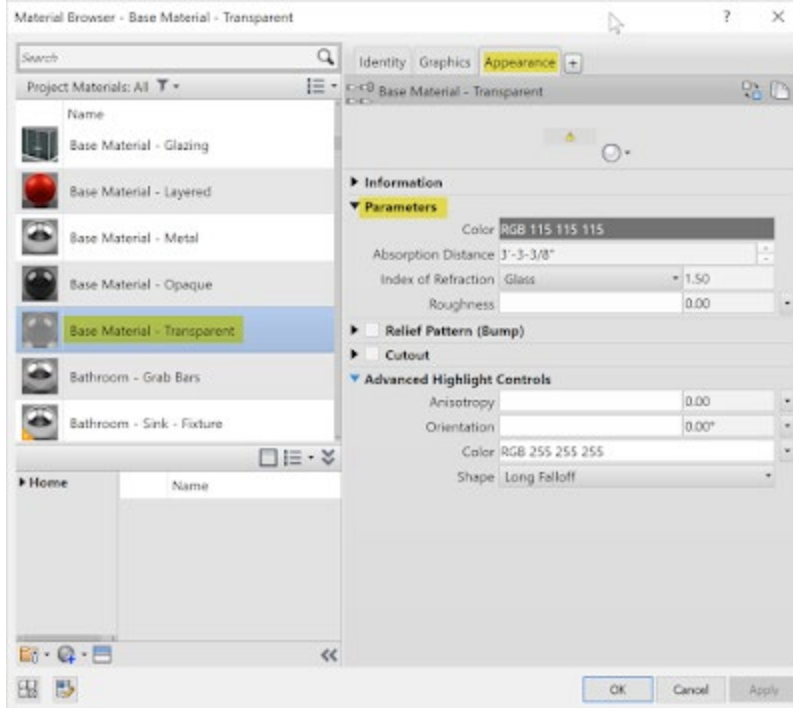 Material Browser - Base Material - Transparent
? ×
Search
Identity Graphics Appearance +
Project Materials: All
Base Material - Transparent
Name
Base Material - Glazing
Base Material - Layered
Base Material - Metal
Base Material - Opaque
Base Material - Transparent
Bathroom - Grab Bars
Bathroom - Sink - Fixture
Information
Parameters
Color RGB 115 115 115
Absorption Distance 3'-3-3/8"
Index of Refraction Glass 1.50
Roughness 0.00
Relief Pattern (Bump)
Cutout
Advanced Highlight Controls
Anisotropy 0.00
Orientation 0.00°
Color RGB 255 255 255
Shape Long Falloff
Home
Name
OK Cancel Apply